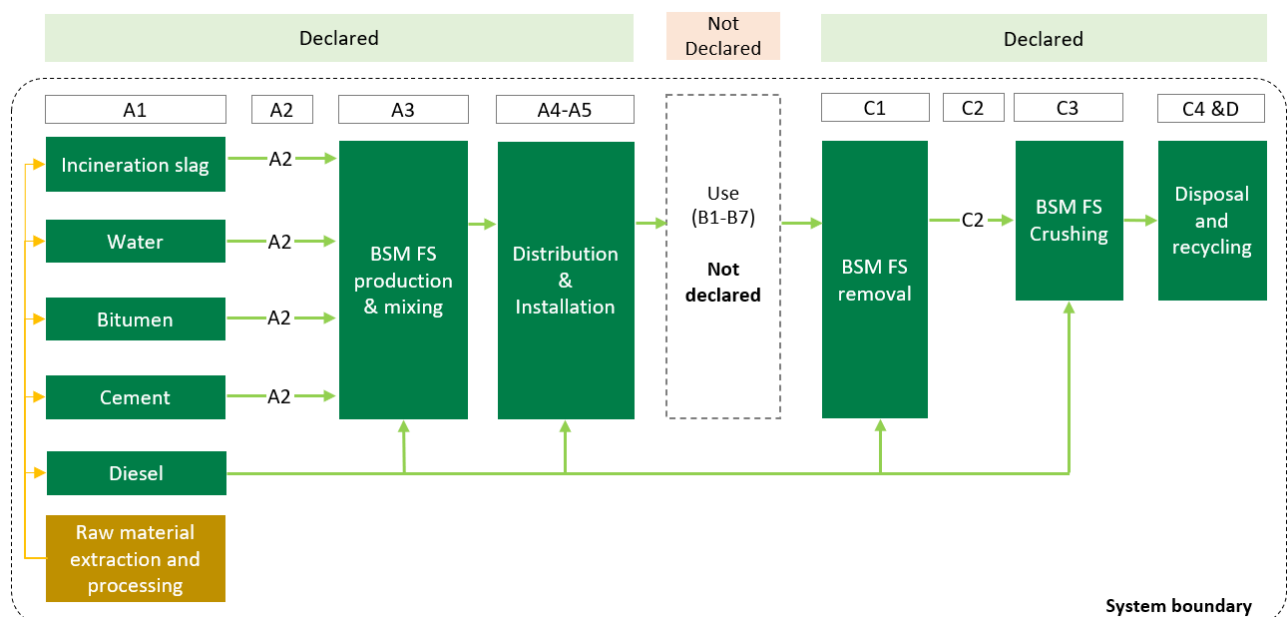 Declared
Not
Declared
Declared
A1
A2
A3
A4-A5
C1
C2
C3
C4 &D
Incineration slag
A2
Water
A2
Bitumen
A2
Cement
A2
Diesel
Raw material
extraction and
processing
BSM FS
production
& mixing
Distribution
&
Installation
Use
(B1-B7)
Not
declared
BSM FS
removal
C2
BSM FS
Crushing
Disposal
and
recycling
System boundary